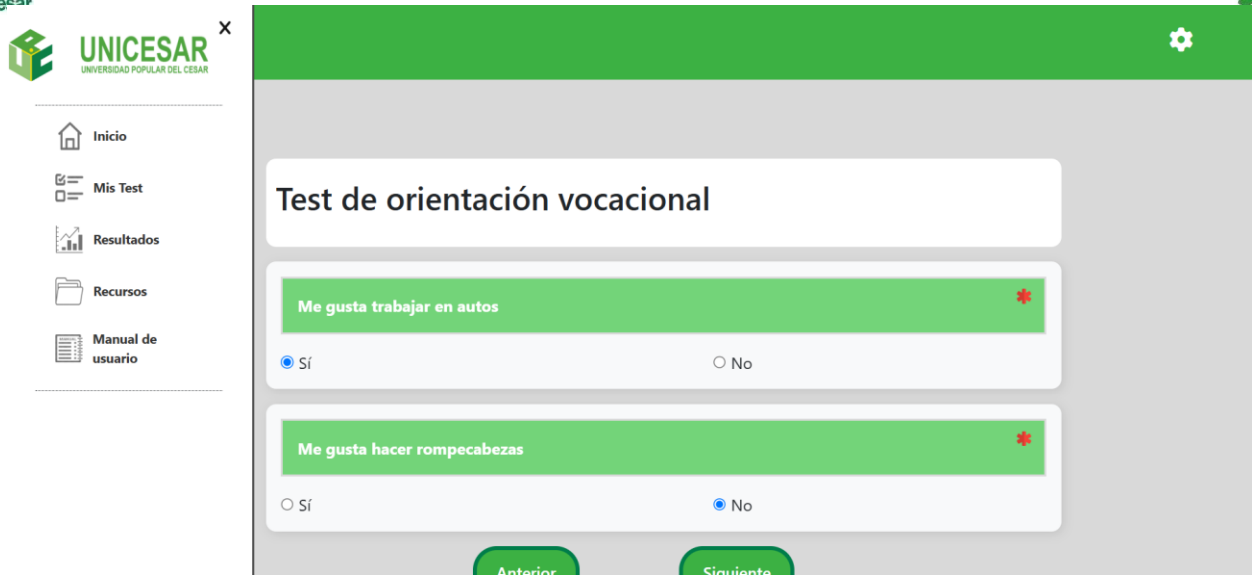 esar
UNICESAR
UNIVERSIDAD POPULAR DEL CESAR
X
Inicio
Mis Test
Resultados
Recursos
Manual de
usuario
Test de orientación vocacional
Me gusta trabajar en autos
*
Sí
No
Me gusta hacer rompecabezas
*
Sí
No
Anterior
Siguiente